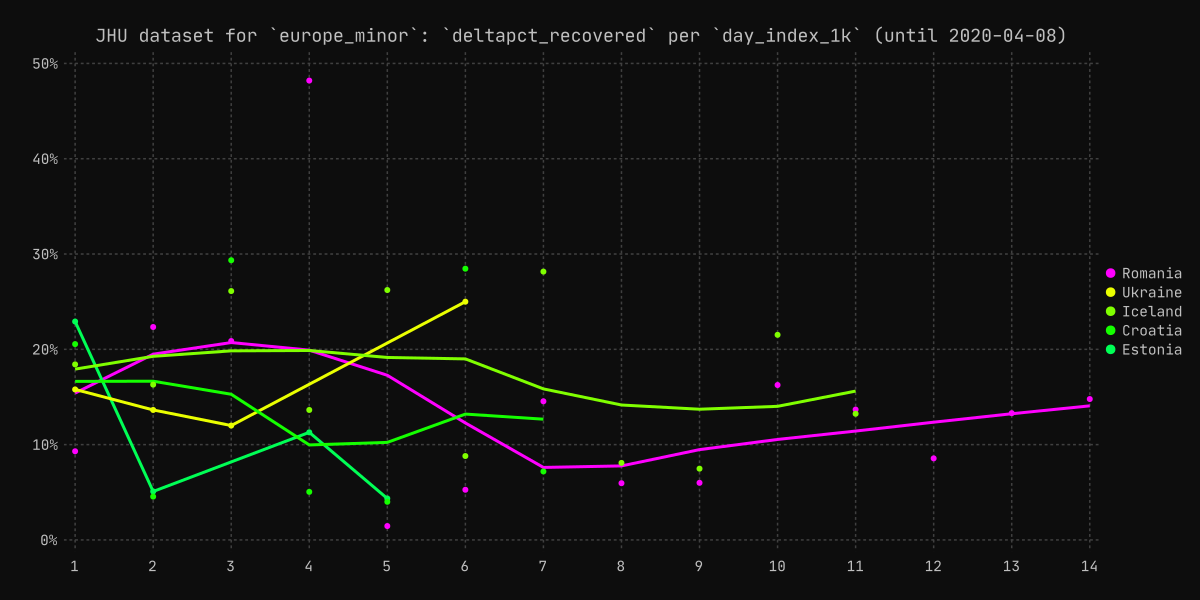 JHU dataset for `europe_minor`: `deltapct_recovered` per `day_index_1k` (until 2020-04-08)
50%
40%
30%
20%
10%
0%
1 2 3 4 5 6 7 8 9 10 11 12 13 14
Romania
Ukraine
Iceland
Croatia
Estonia